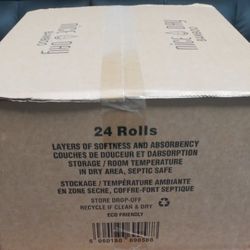 24 Rolls
LAYERS OF SOFTNESS AND ABSORBENCY
COUCHES DE DOUCEUR ET DABSORPTION
STORAGE / ROOM TEMPERATURE
IN DRY AREA, SEPTIC SAFE
STOCKAGE / TEMPÉRATURE AMBIANTE
EN ZONE SÈCHE, COFFRE-FORT SEPTIQUE
STORE DROP-OFF
RECYCLE IF CLEAN & DRY
ECO FRIENDLY